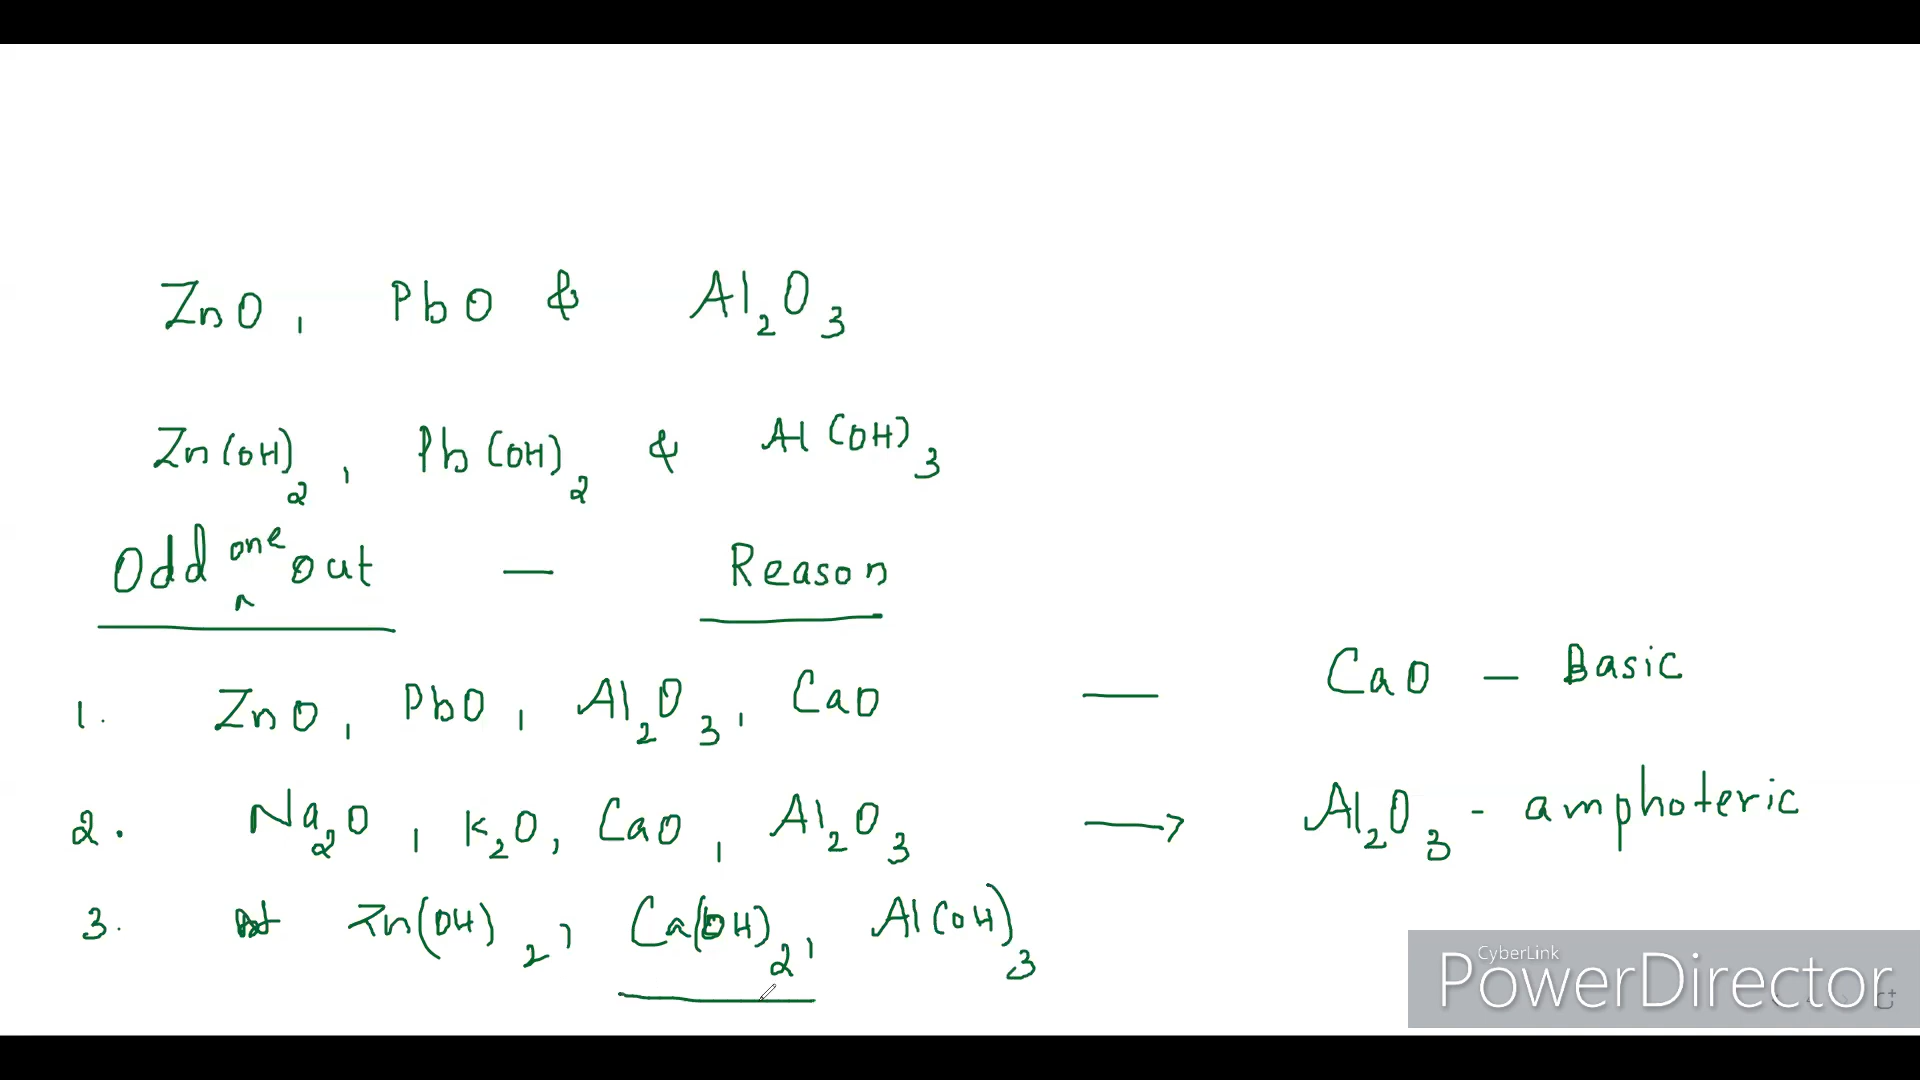 ZnO, PbO & Al₂O₃
Zn(OH)₂, Pb(OH)₂ & Al(OH)₃
Odd one out — Reason
1. ZnO, PbO, Al₂O₃, CaO — CaO – Basic
2. Na₂O, K₂O, CaO, Al₂O₃ → Al₂O₃ - amphoteric
3. Zn(OH)₂, Ca(OH)₂, Al(OH)₃
CyberLink
PowerDirector